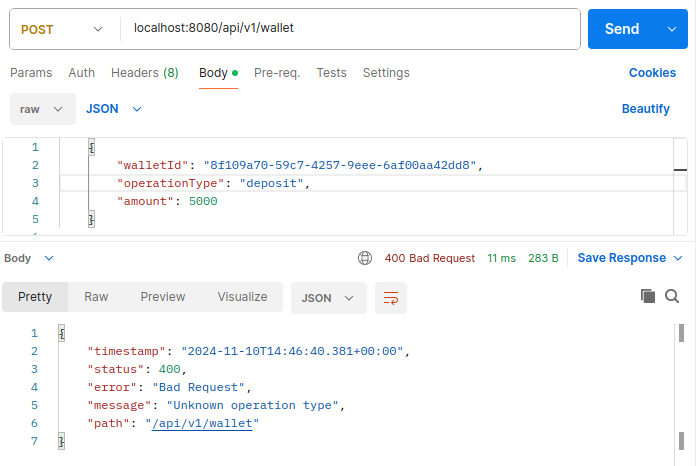 POST localhost:8080/api/v1/wallet Send
Params Auth Headers (8) Body Pre-req. Tests Settings Cookies
raw JSON Beautify
1 {
2 "walletId": "8f109a70-59c7-4257-9eee-6af00aa42dd8",
3 "operationType": "deposit",
4 "amount": 5000
5 }
Body 400 Bad Request 11 ms 283 B Save Response
Pretty Raw Preview Visualize JSON
1 {
2 "timestamp": "2024-11-10T14:46:40.381+00:00",
3 "status": 400,
4 "error": "Bad Request",
5 "message": "Unknown operation type",
6 "path": "/api/v1/wallet"
7 }